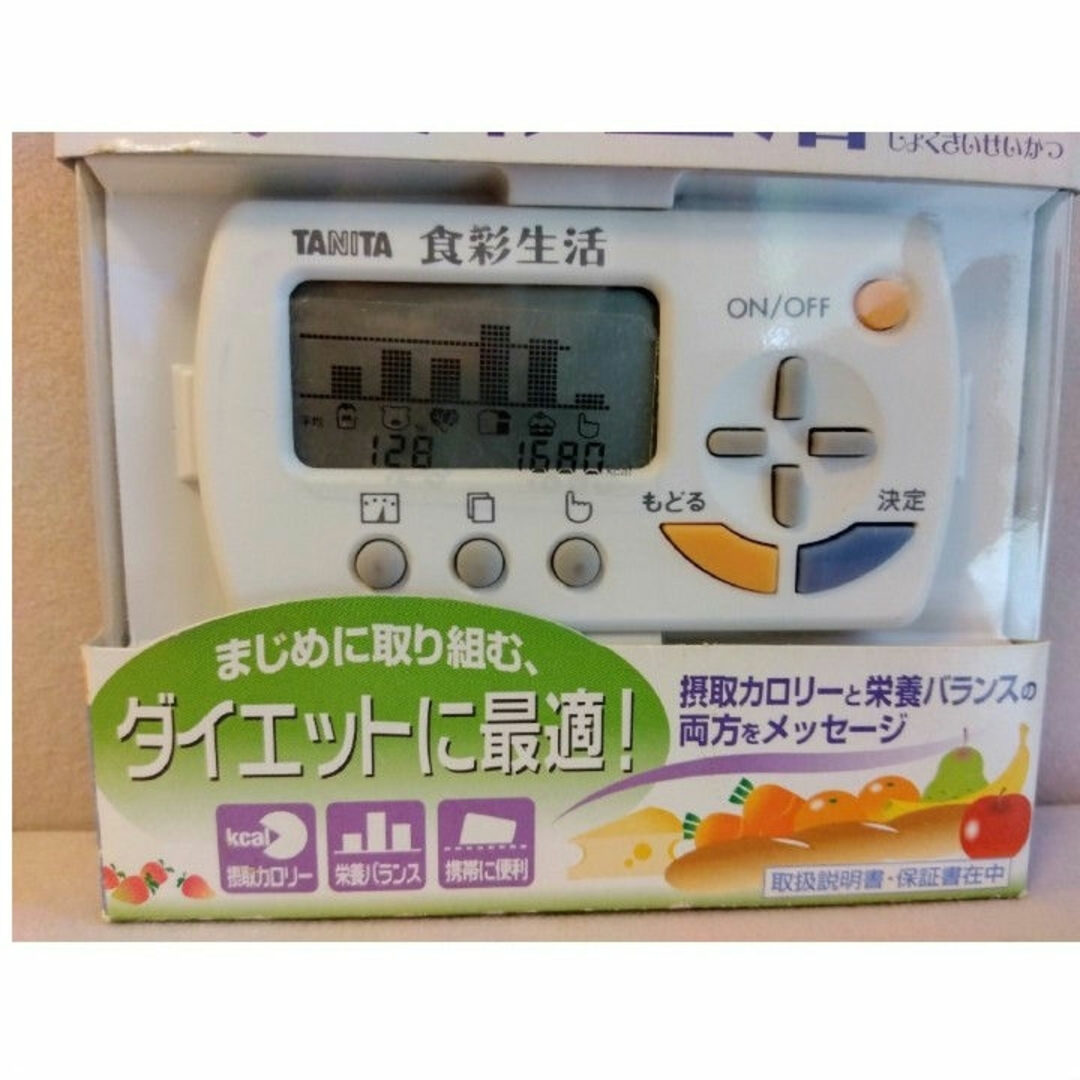 しょくさいせいかつ
TANITA 食彩生活
ON/OFF
平均
%
128
1680 kcal
もどる
決定
まじめに取り組む、
ダイエットに最適!
摂取カロリーと栄養バランスの
両方をメッセージ
kcal
摂取カロリー
栄養バランス
携帯に便利
取扱説明書・保証書在中